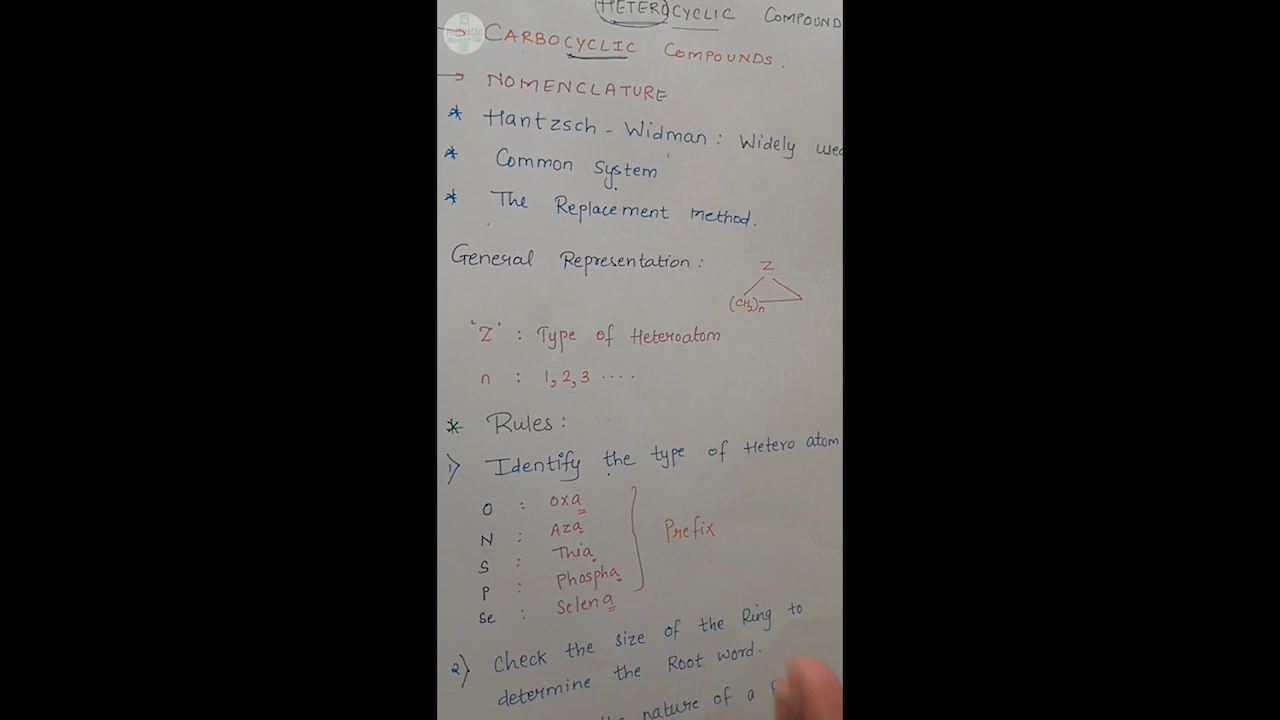 HETEROCYCLIC COMPOUND
→ CARBOCYCLIC COMPOUNDS.
→ NOMENCLATURE
* Hantzsch - Widman : Widely used
* Common System
* The Replacement method.
General Representation :
Z
(CH2)n
'Z' : Type of Heteroatom
n : 1, 2, 3 ....
* Rules :
1) Identify the type of Hetero atom
O : Oxa
N : Aza
S : Thia
P : Phospha
Se : Selena
Prefix
2) Check the size of the Ring to
determine the Root word.
nature of a